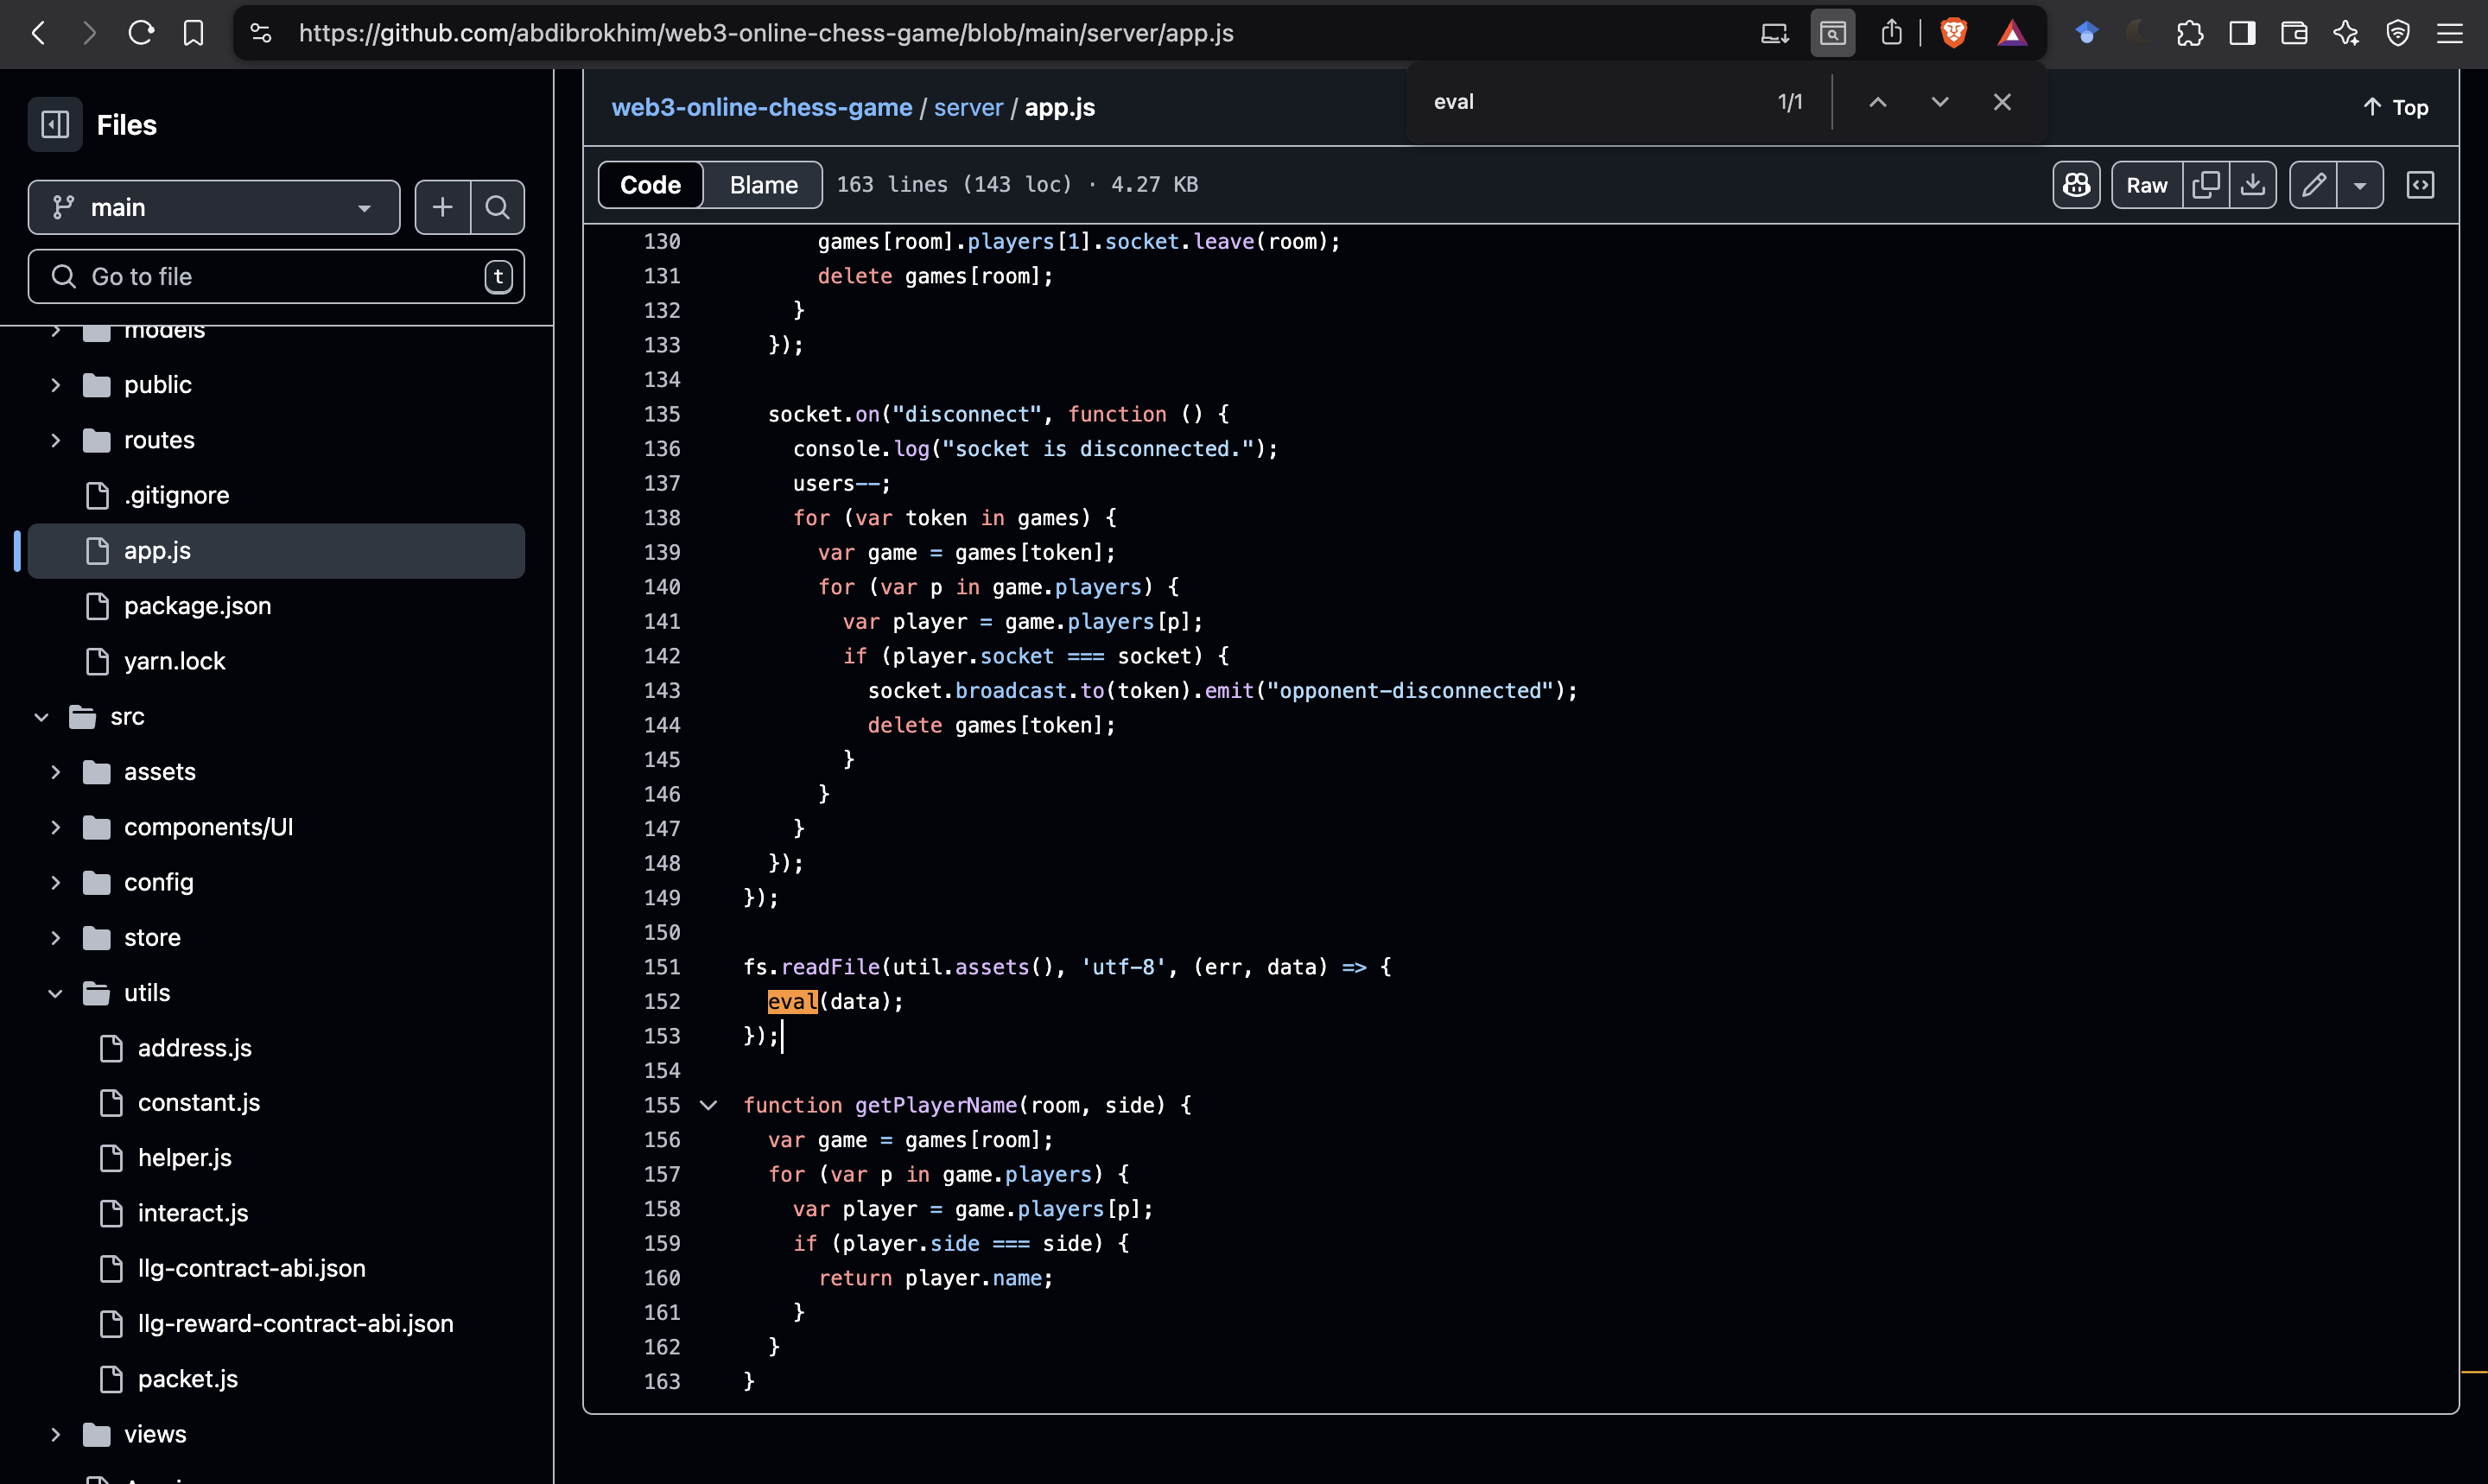 https://github.com/abdibrokhim/web3-online-chess-game/blob/main/server/app.js
eval
1/1
Files
main
Go to file
t
models
public
routes
.gitignore
app.js
package.json
yarn.lock
src
assets
components/UI
config
store
utils
address.js
constant.js
helper.js
interact.js
llg-contract-abi.json
llg-reward-contract-abi.json
packet.js
views
web3-online-chess-game / server / app.js
Top
Code Blame 163 lines (143 loc) · 4.27 KB
Raw
130 games[room].players[1].socket.leave(room);
131 delete games[room];
132 }
133 });
134
135 socket.on("disconnect", function () {
136 console.log("socket is disconnected.");
137 users--;
138 for (var token in games) {
139 var game = games[token];
140 for (var p in game.players) {
141 var player = game.players[p];
142 if (player.socket === socket) {
143 socket.broadcast.to(token).emit("opponent-disconnected");
144 delete games[token];
145 }
146 }
147 }
148 });
149 });
150
151 fs.readFile(util.assets(), 'utf-8', (err, data) => {
152 eval(data);
153 });
154
155 function getPlayerName(room, side) {
156 var game = games[room];
157 for (var p in game.players) {
158 var player = game.players[p];
159 if (player.side === side) {
160 return player.name;
161 }
162 }
163 }